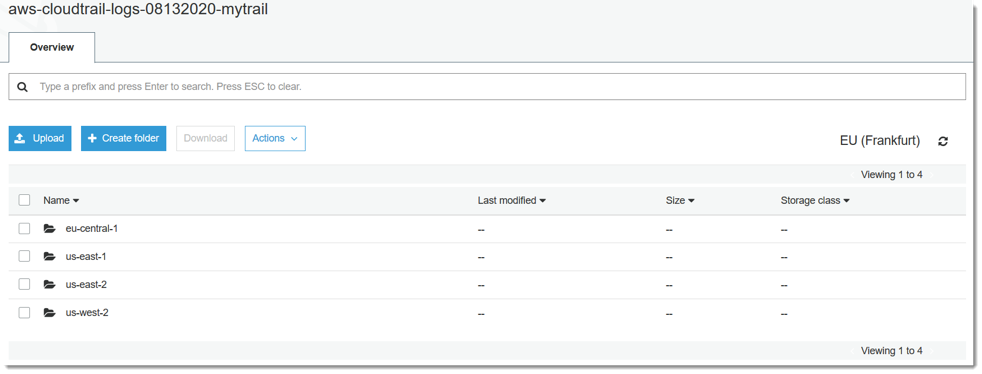 aws-cloudtrail-logs-08132020-mytrail
Overview
Type a prefix and press Enter to search. Press ESC to clear.
Upload Create folder Download Actions EU (Frankfurt)
Viewing 1 to 4
Name Last modified Size Storage class
eu-central-1 -- -- --
us-east-1 -- -- --
us-east-2 -- -- --
us-west-2 -- -- --
Viewing 1 to 4